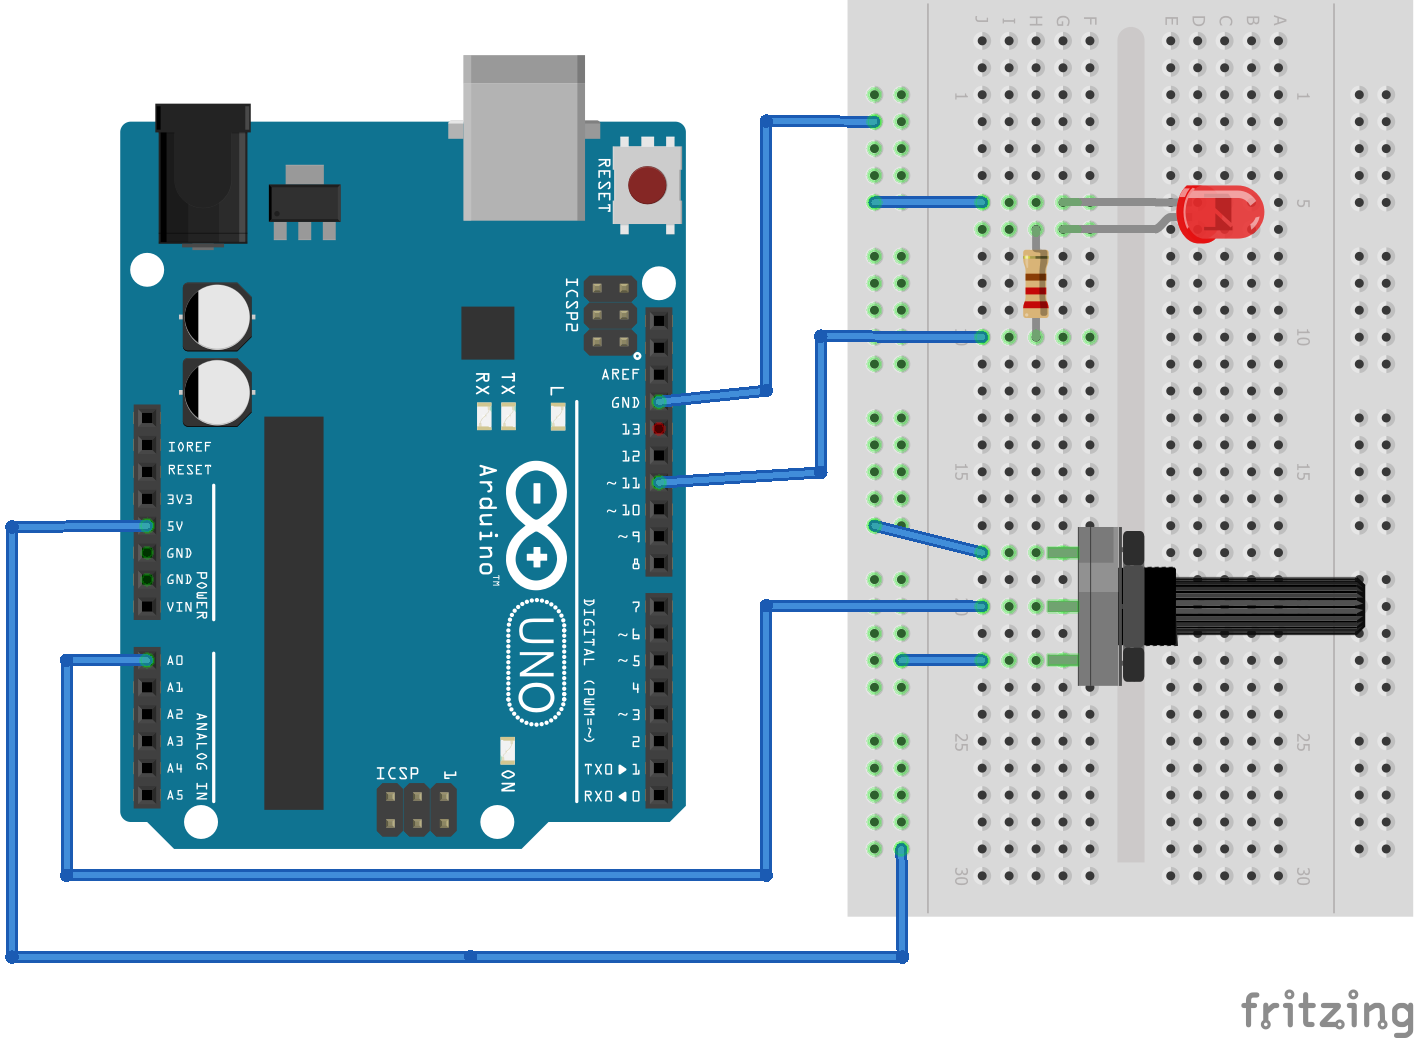 J I H G F E D C B A
1 1
5 5
10 10
15 15
20
25 25
30 30
RESET
ICSP2
AREF
GND
13
12
~11
~10
~9
8
7
~6
~5
4
~3
2
TX0▶1
RX0◀0
DIGITAL (PWM=~)
RX TX L
Arduino™
UNO
ON
ICSP 1
IOREF
RESET
3V3
5V
GND
GND
VIN
POWER
A0
A1
A2
A3
A4
A5
ANALOG IN
fritzing